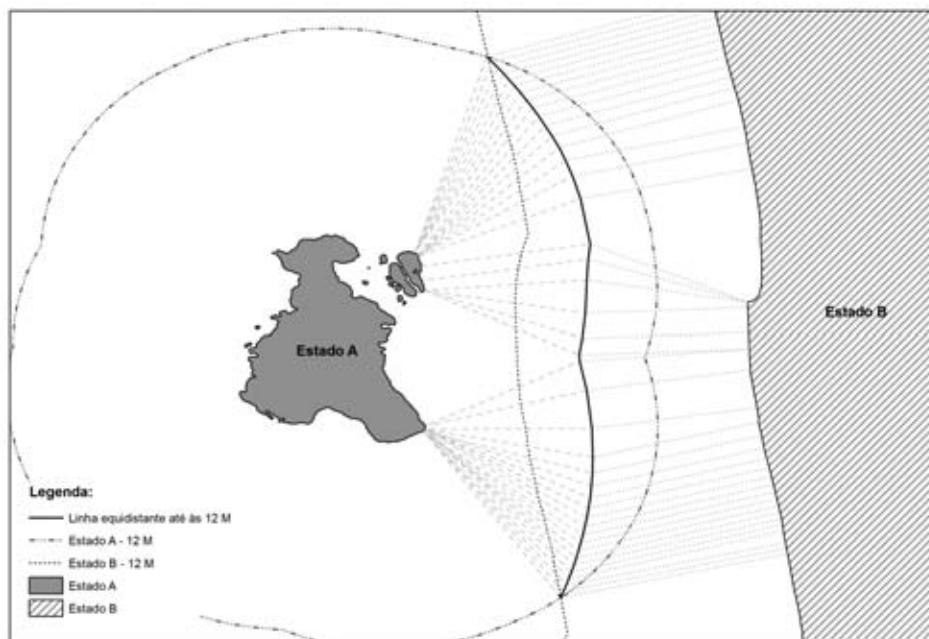 Estado A
Estado B
Legenda:
Linha equidistante até às 12 M
Estado A - 12 M
Estado B - 12 M
Estado A
Estado B